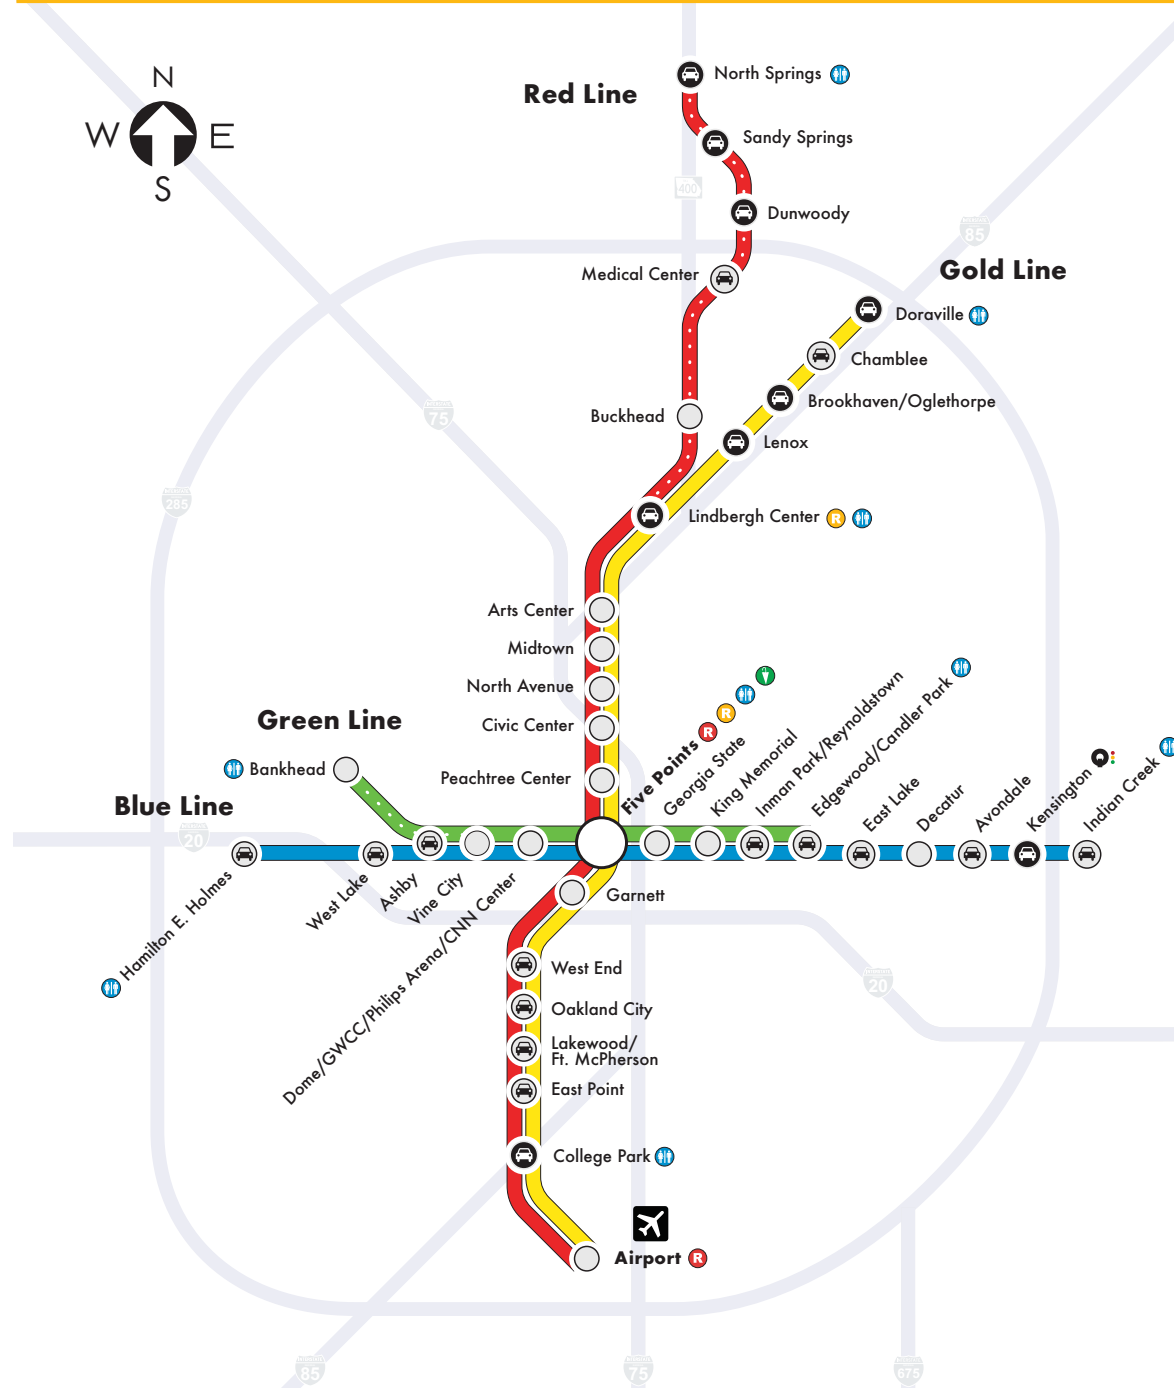 N
W E
S
Red Line
North Springs
Sandy Springs
400
Dunwoody
85
Medical Center
Gold Line
Doraville
Chamblee
Brookhaven/Oglethorpe
75
Buckhead
Lenox
285
Lindbergh Center R
Arts Center
Midtown
North Avenue
Civic Center
Peachtree Center
Green Line
Bankhead
Blue Line
20
Five Points R R
Georgia State
King Memorial
Inman Park/Reynoldstown
Edgewood/Candler Park
East Lake
Decatur
Avondale
Kensington Q:
Indian Creek
Hamilton E. Holmes
West Lake
Ashby
Vine City
Dome/GWCC/Philips Arena/CNN Center
Garnett
West End
20
Oakland City
Lakewood/
Ft. McPherson
East Point
College Park
Airport R
85
75
675